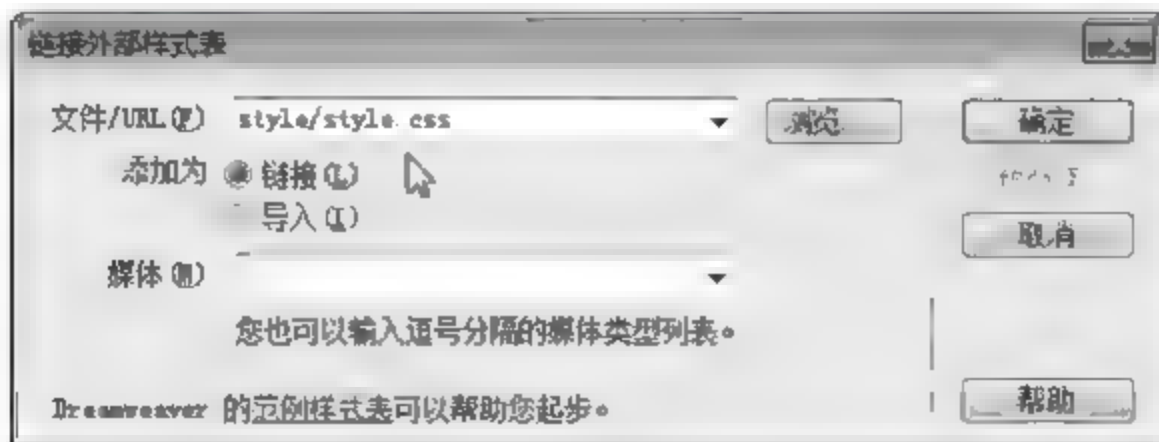 链接外部样式表
文件/URL(F) style/style.css 浏览... 确定
添加为 链接(L)
导入(I) 取消
媒体(M)
您也可以输入逗号分隔的媒体类型列表。
Dreamweaver 的范例样式表可以帮助您起步。 帮助